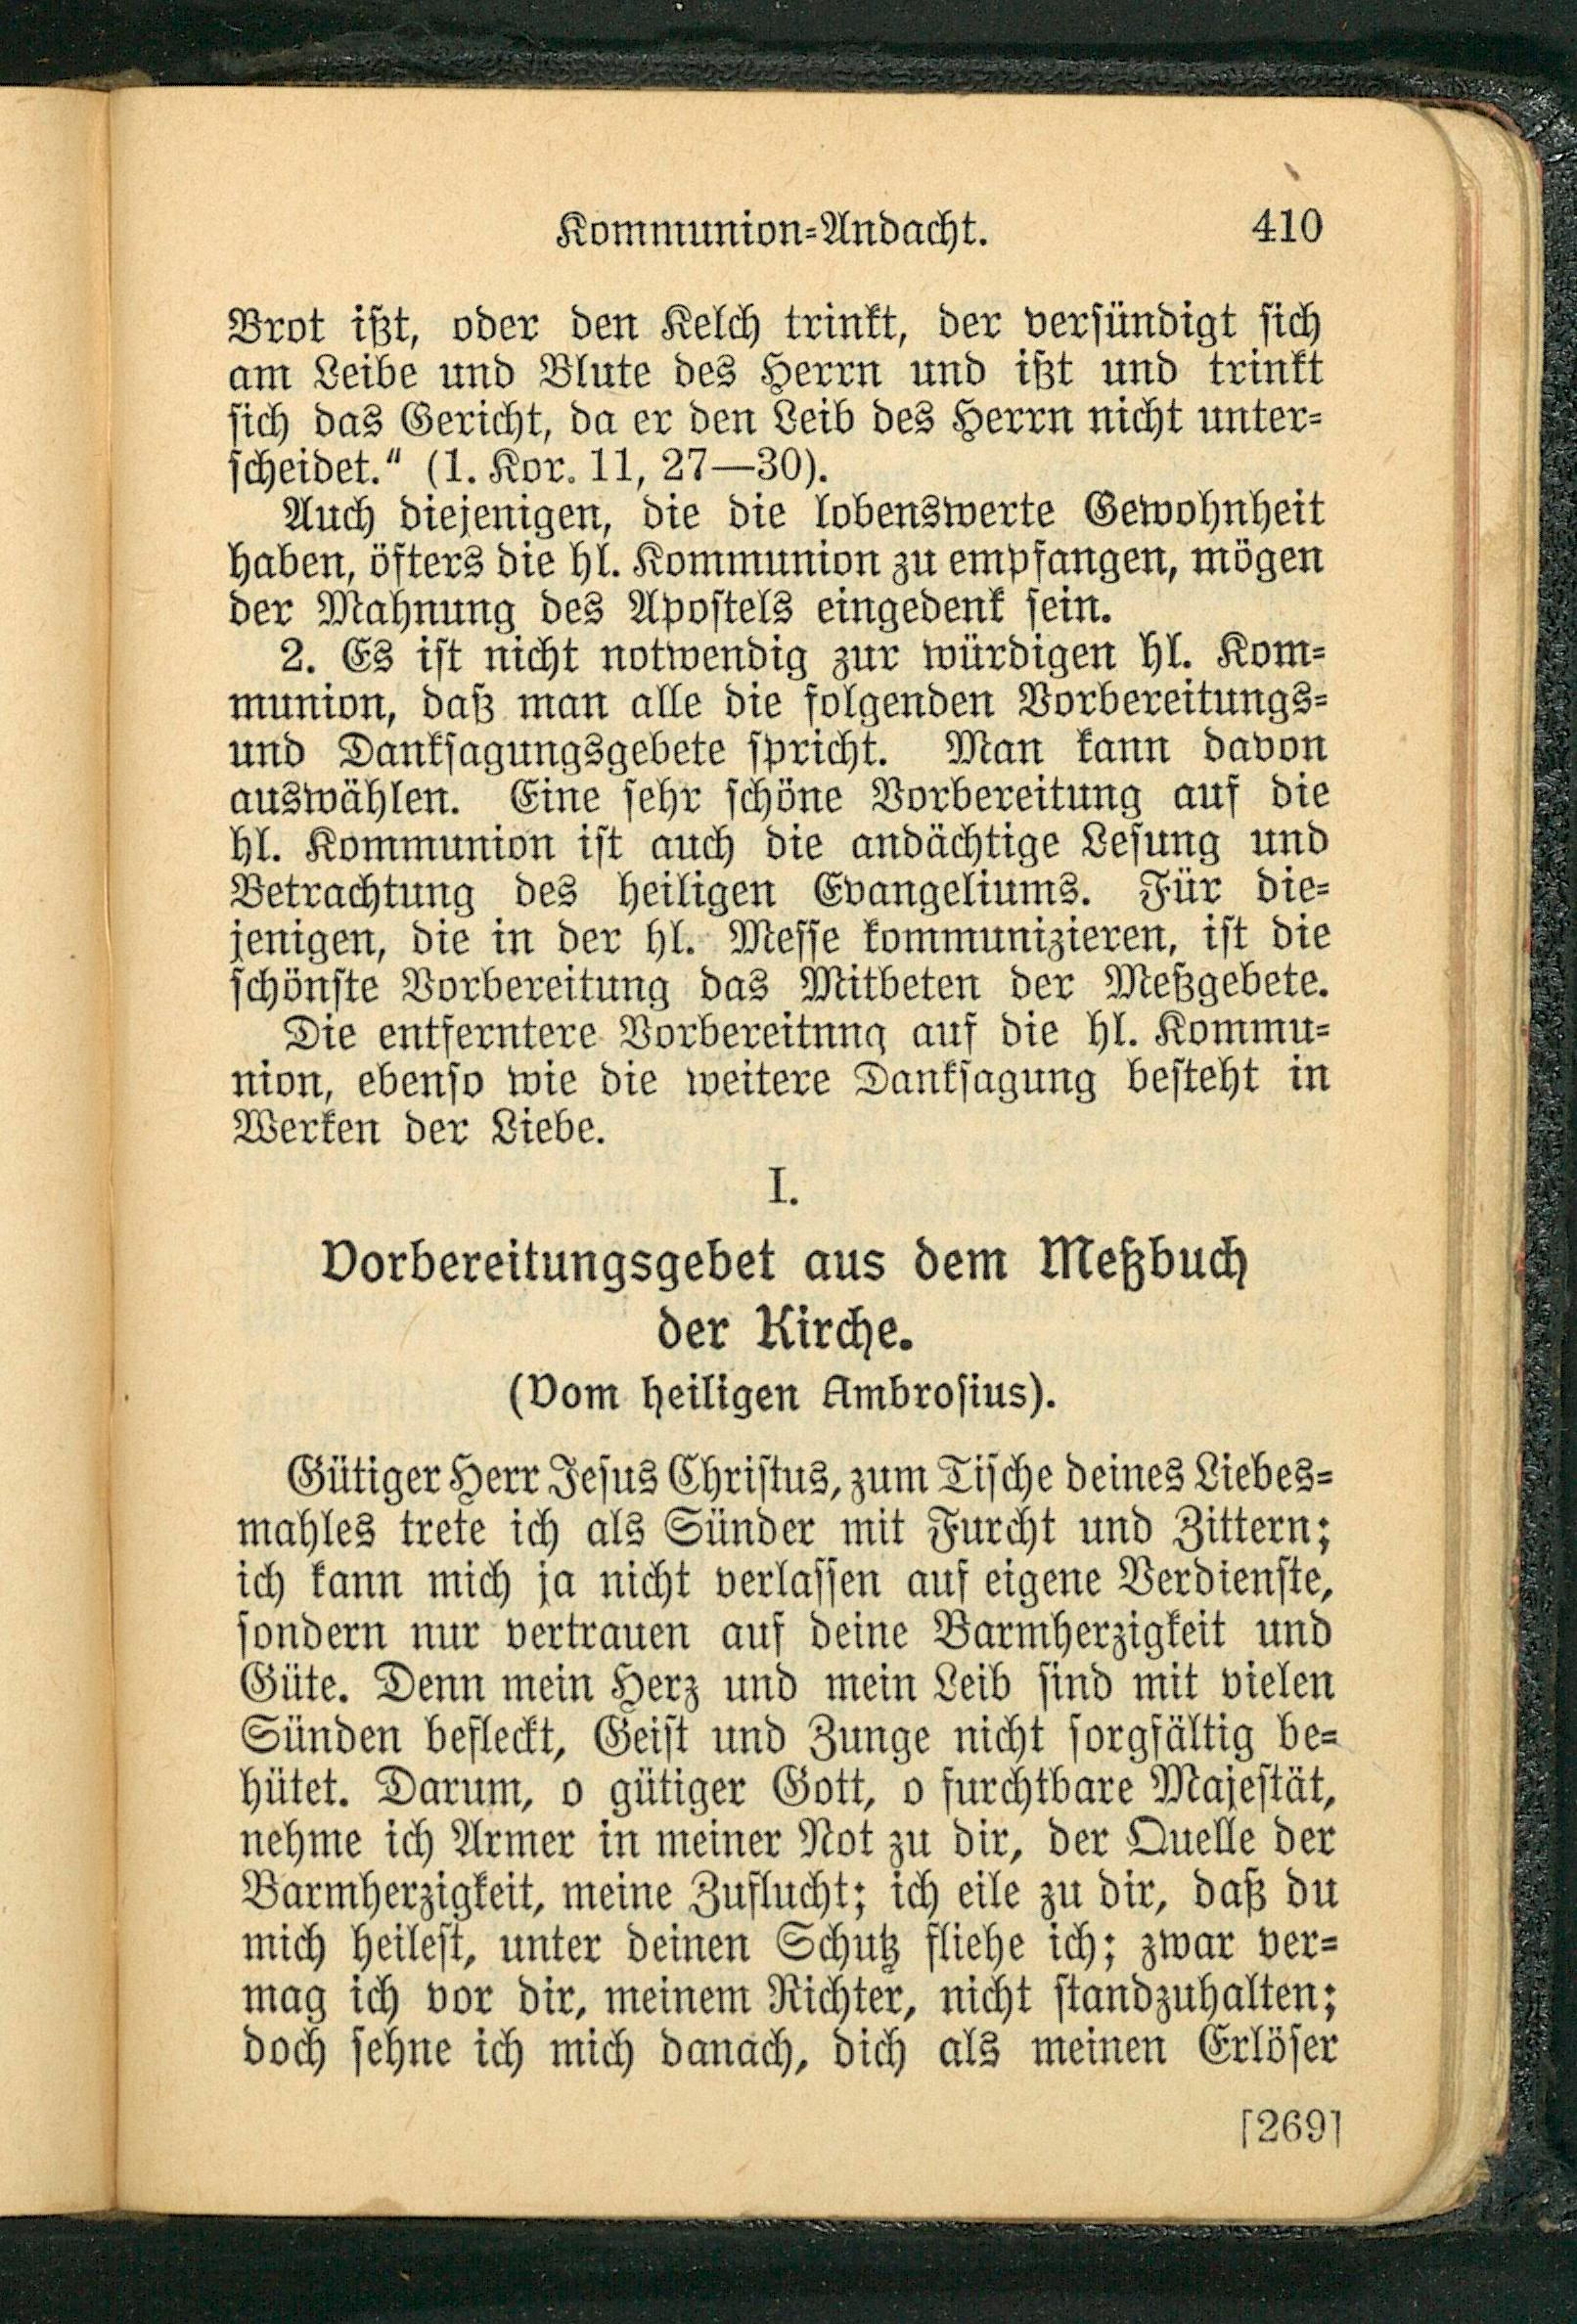 Kommunion-Andacht. 410
Brot ißt, oder den Kelch trinkt, der versündigt sich
am Leibe und Blute des Herrn und ißt und trinkt
sich das Gericht, da er den Leib des Herrn nicht unter-
scheidet.“ (1. Kor. 11, 27—30).
Auch diejenigen, die die lobenswerte Gewohnheit
haben, öfters die hl. Kommunion zu empfangen, mögen
der Mahnung des Apostels eingedenk sein.
2. Es ist nicht notwendig zur würdigen hl. Kom-
munion, daß man alle die folgenden Vorbereitungs-
und Danksagungsgebete spricht. Man kann davon
auswählen. Eine sehr schöne Vorbereitung auf die
hl. Kommunion ist auch die andächtige Lesung und
Betrachtung des heiligen Evangeliums. Für die-
jenigen, die in der hl. Messe kommunizieren, ist die
schönste Vorbereitung das Mitbeten der Meßgebete.
Die entferntere Vorbereitnng auf die hl. Kommu-
nion, ebenso wie die weitere Danksagung besteht in
Werken der Liebe.
I.
Vorbereitungsgebet aus dem Meßbuch
der Kirche.
(Vom heiligen Ambrosius).
Gütiger Herr Jesus Christus, zum Tische deines Liebes-
mahles trete ich als Sünder mit Furcht und Zittern;
ich kann mich ja nicht verlassen auf eigene Verdienste,
sondern nur vertrauen auf deine Barmherzigkeit und
Güte. Denn mein Herz und mein Leib sind mit vielen
Sünden befleckt, Geist und Zunge nicht sorgfältig be-
hütet. Darum, o gütiger Gott, o furchtbare Majestät,
nehme ich Armer in meiner Not zu dir, der Quelle der
Barmherzigkeit, meine Zuflucht; ich eile zu dir, daß du
mich heilest, unter deinen Schutz fliehe ich; zwar ver-
mag ich vor dir, meinem Richter, nicht standzuhalten;
doch sehne ich mich danach, dich als meinen Erlöser
[269]